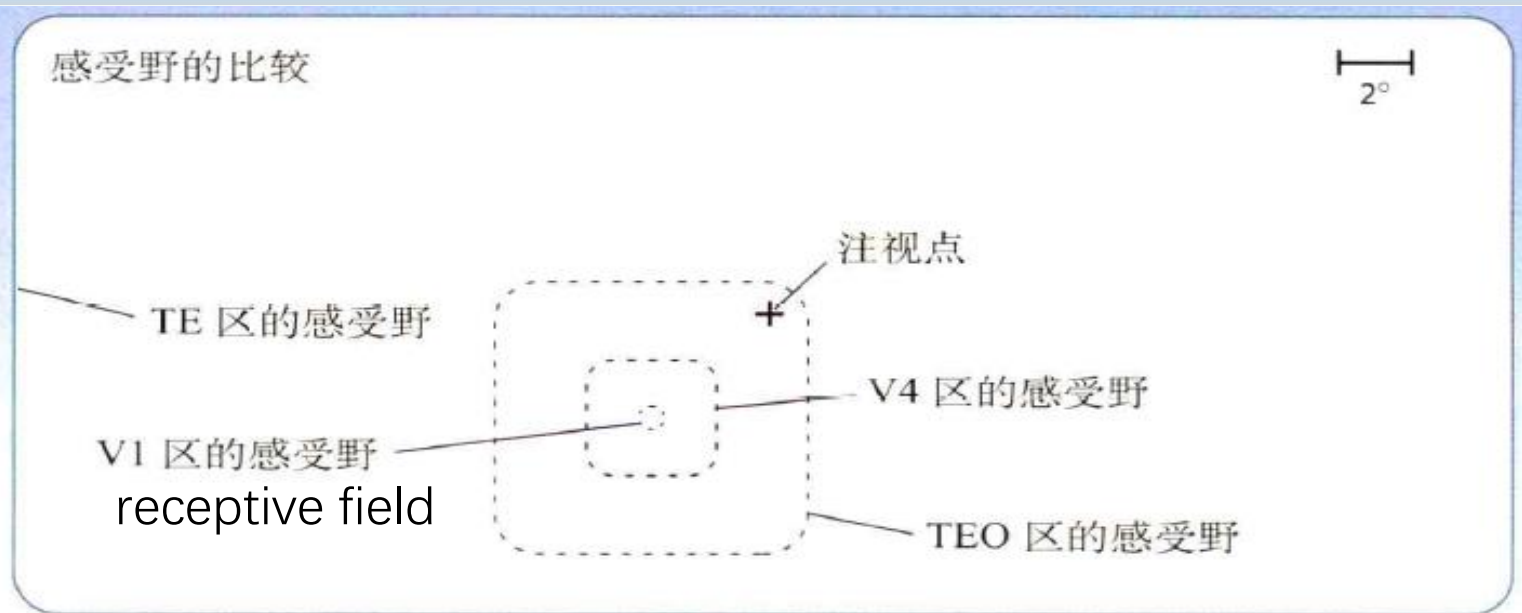 感受野的比较
2°
注视点
TE 区的感受野
V4 区的感受野
V1 区的感受野
receptive field
TEO 区的感受野